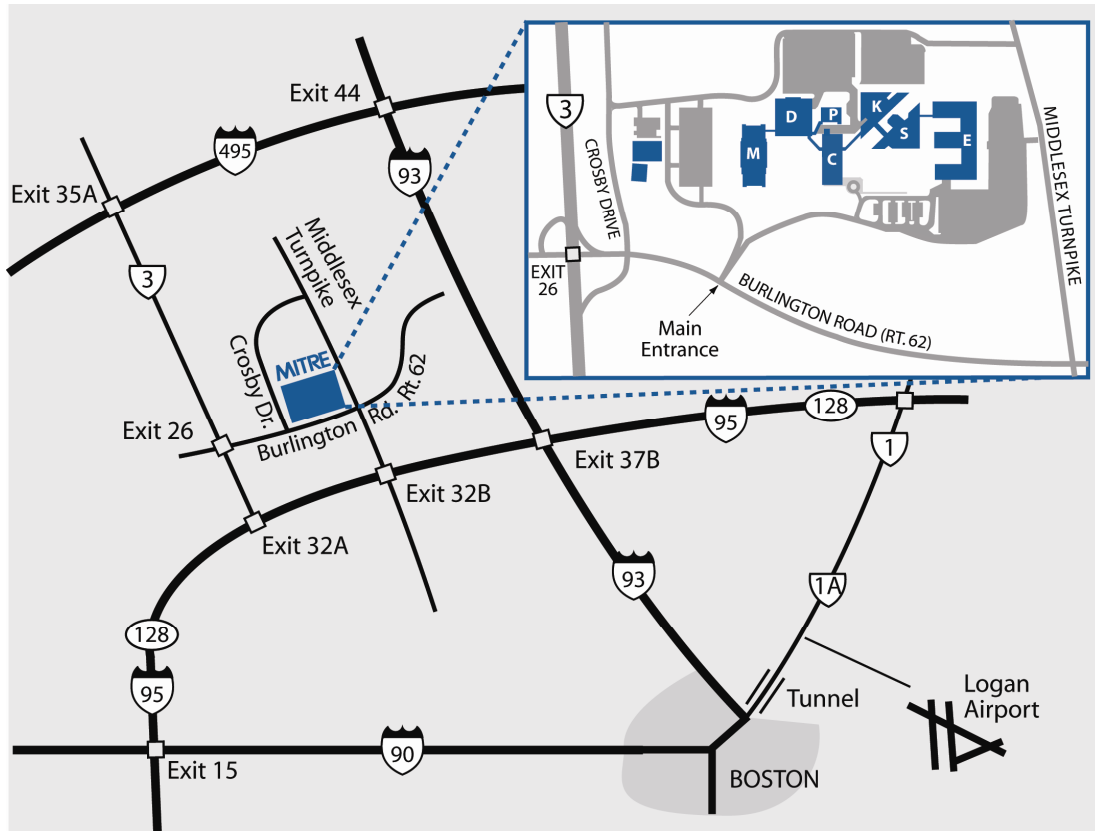 Exit 44
495
93
Exit 35A
3
Middlesex
Turnpike
Crosby Dr.
MITRE
Rt. 62
Burlington Rd.
Exit 26
Exit 32B
Exit 32A
Exit 37B
95
128
1
93
1A
128
95
Tunnel
Logan
Airport
90
Exit 15
BOSTON
3
CROSBY DRIVE
D
P
K
S
E
M
C
MIDDLESEX TURNPIKE
EXIT
26
BURLINGTON ROAD (RT. 62)
Main
Entrance